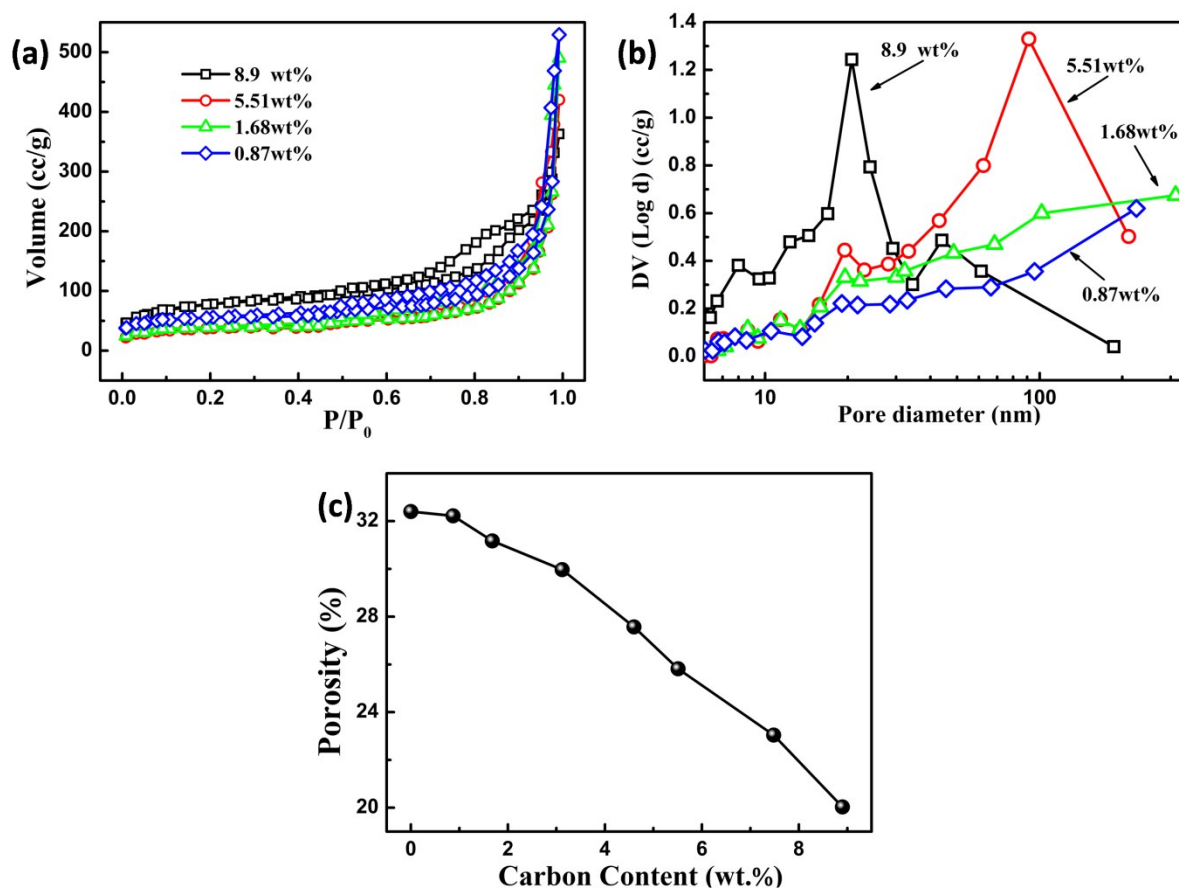 (a)
Volume (cc/g)
500
400
300
200
100
0
8.9 wt%
5.51wt%
1.68wt%
0.87wt%
0.0 0.2 0.4 0.6 0.8 1.0
P/P₀
(b)
DV (Log d) (cc/g)
1.4
1.2
1.0
0.8
0.6
0.4
0.2
0.0
8.9 wt%
5.51wt%
1.68wt%
0.87wt%
10 100
Pore diameter (nm)
(c)
Porosity (%)
32
28
24
20
0 2 4 6 8
Carbon Content (wt.%)